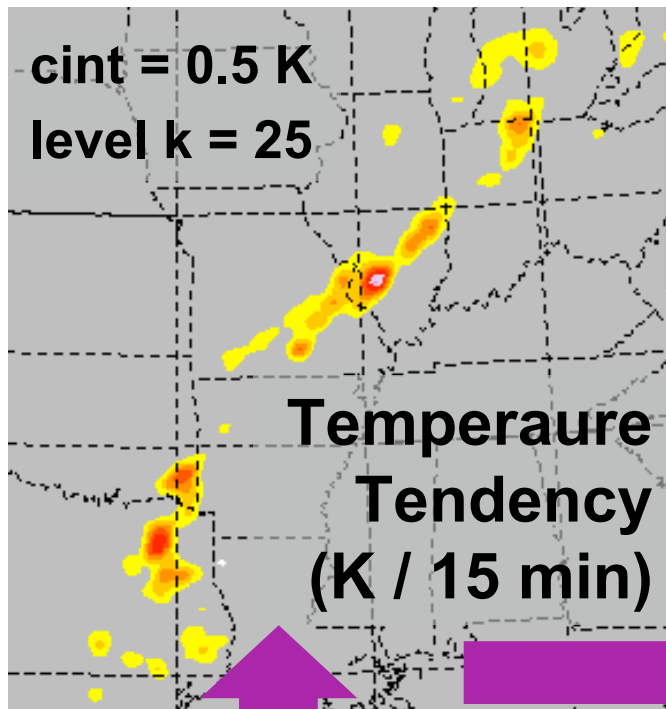 cint = 0.5 K
level k = 25
Temperaure
Tendency
(K / 15 min)